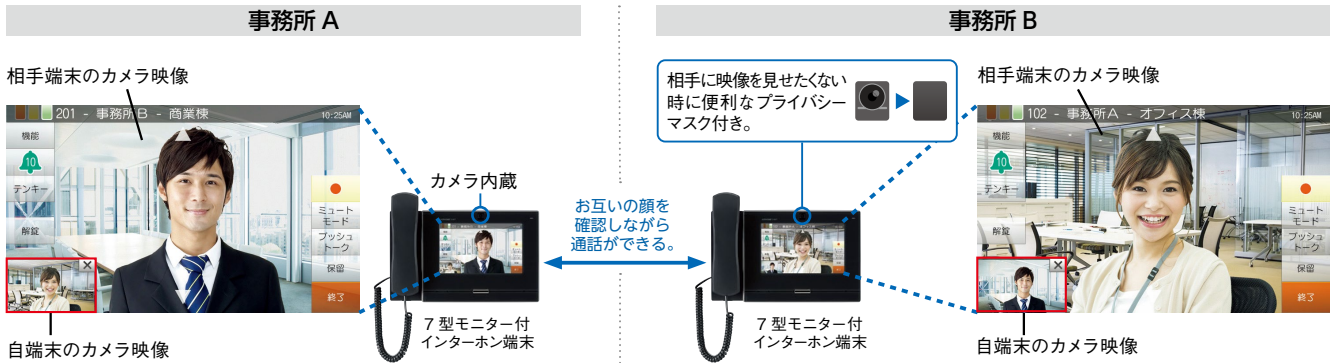 事務所 A
相手端末のカメラ映像
201 - 事務所B - 商業棟
10:25AM
機能
10
テンキー
解錠
ミュート
モード
プッシュ
トーク
保留
終了
自端末のカメラ映像
カメラ内蔵
7 型モニター付
インターホン端末
お互いの顔を
確認しながら
通話ができる。
事務所 B
相手に映像を見せたくない
時に便利なプライバシー
マスク付き。
7 型モニター付
インターホン端末
相手端末のカメラ映像
102 - 事務所A - オフィス棟
10:25AM
機能
10
テンキー
解錠
ミュート
モード
プッシュ
トーク
保留
終了
自端末のカメラ映像